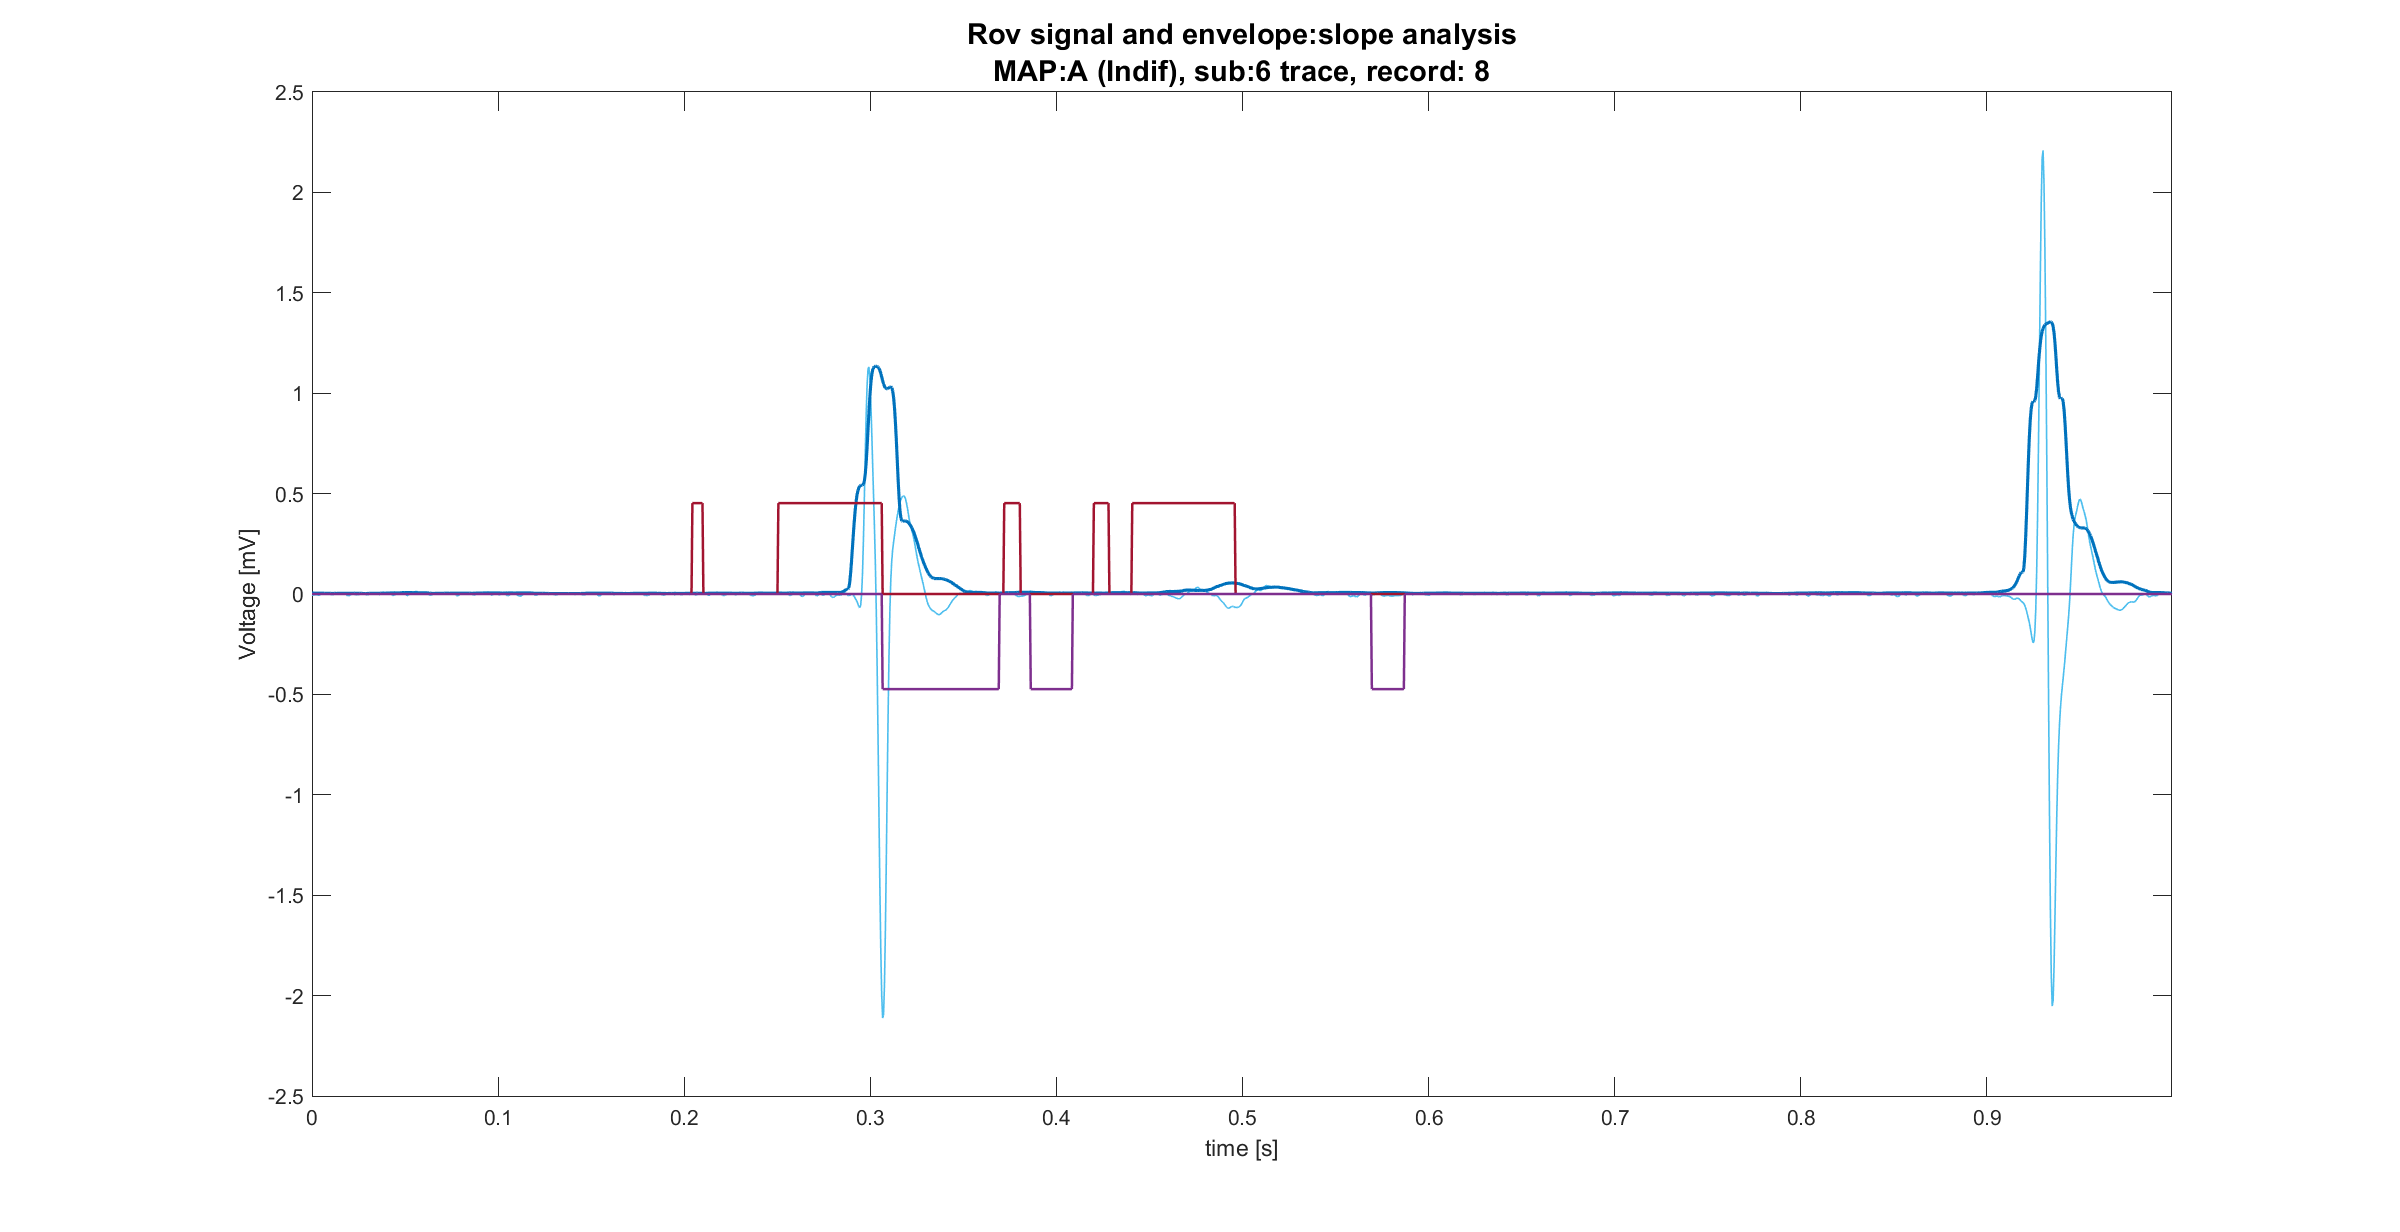 Rov signal and envelope:slope analysis
MAP:A (Indif), sub:6 trace, record: 8
2.5
2
1.5
1
0.5
0
-0.5
-1
-1.5
-2
-2.5
Voltage [mV]
0 0.1 0.2 0.3 0.4 0.5 0.6 0.7 0.8 0.9
time [s]